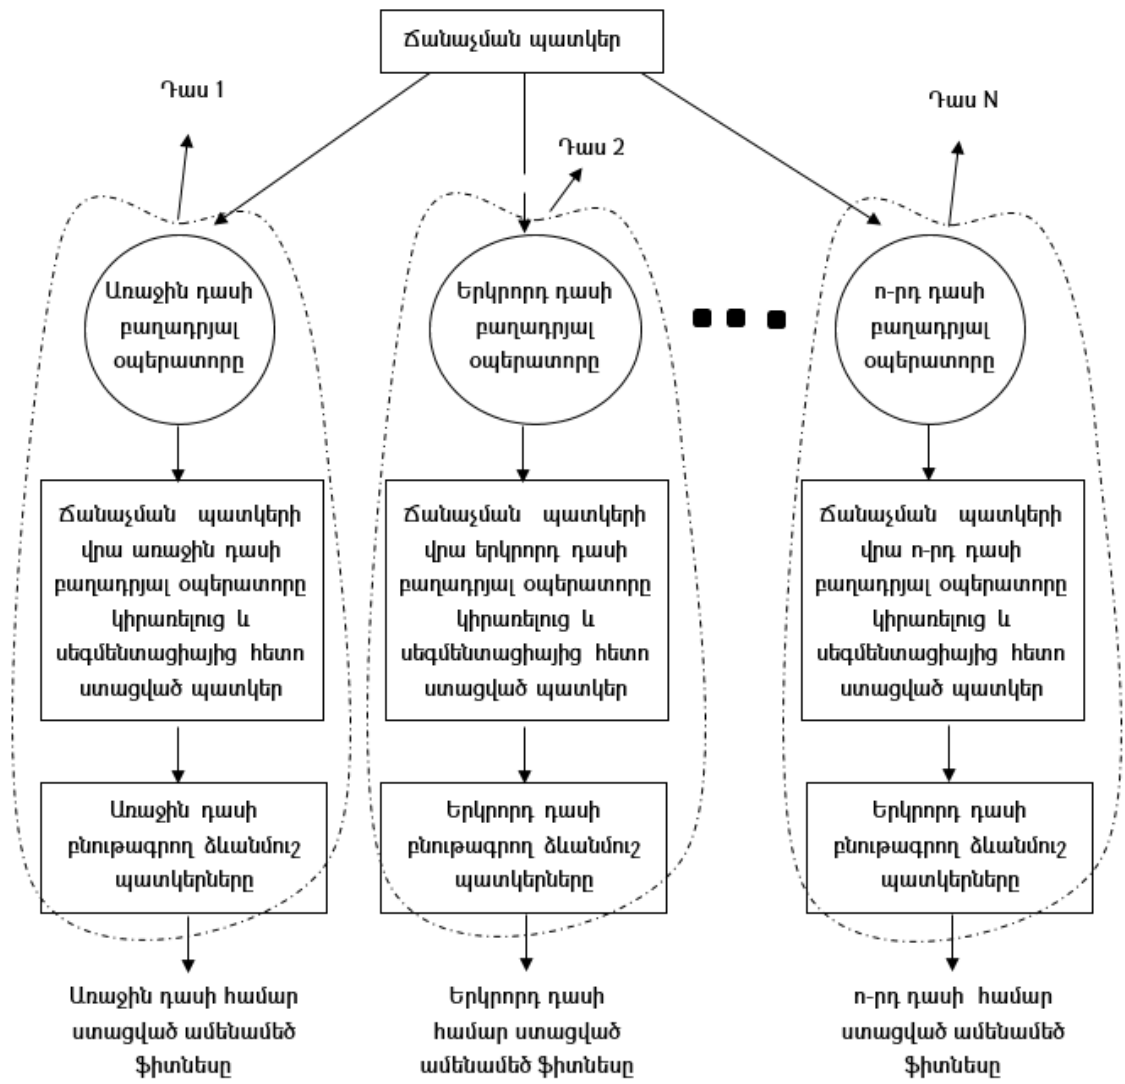 Ճանաչման պատկեր
Դաս 1
Դաս 2
Դաս N
Առաջին դասի
բաղադրյալ
օպերատորը
Երկրորդ դասի
բաղադրյալ
օպերատորը
n-րդ դասի
բաղադրյալ
օպերատորը
Ճանաչման պատկերի
վրա առաջին դասի
բաղադրյալ օպերատորը
կիրառելուց և
սեգմենտացիայից հետո
ստացված պատկեր
Ճանաչման պատկերի
վրա երկրորդ դասի
բաղադրյալ օպերատորը
կիրառելուց և
սեգմենտացիայից հետո
ստացված պատկեր
Ճանաչման պատկերի
վրա n-րդ դասի
բաղադրյալ օպերատորը
կիրառելուց և
սեգմենտացիայից հետո
ստացված պատկեր
Առաջին դասի
բնութագրող ձևանմուշ
պատկերները
Երկրորդ դասի
բնութագրող ձևանմուշ
պատկերները
Երկրորդ դասի
բնութագրող ձևանմուշ
պատկերները
Առաջին դասի համար
ստացված ամենամեծ
ֆիտնեսը
Երկրորդ դասի
համար ստացված
ամենամեծ ֆիտնեսը
n-րդ դասի համար
ստացված ամենամեծ
ֆիտնեսը